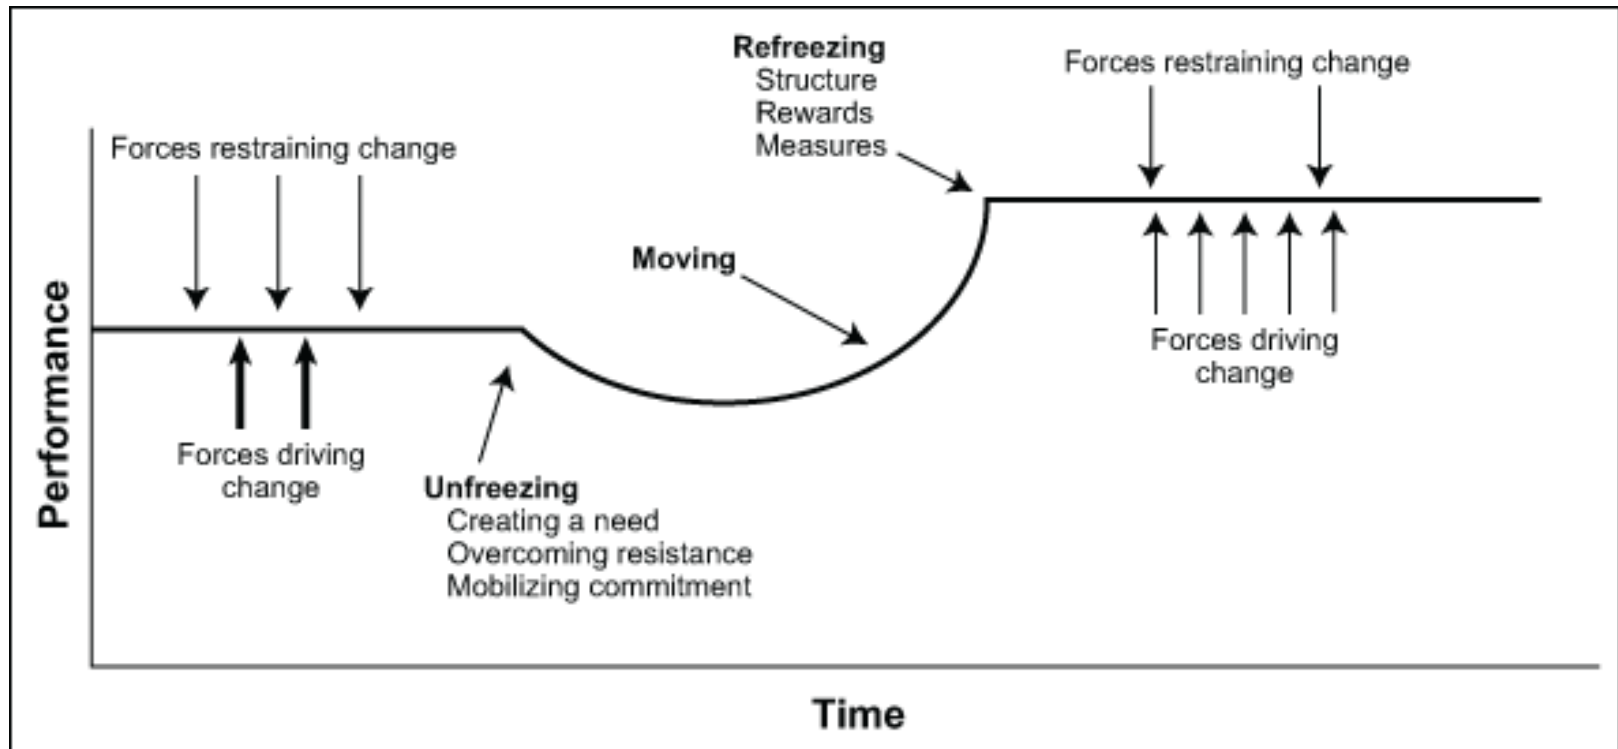 Refreezing
Structure
Rewards
Measures
Forces restraining change
Forces restraining change
Moving
Performance
Forces driving
change
Forces driving
change
Unfreezing
Creating a need
Overcoming resistance
Mobilizing commitment
Time